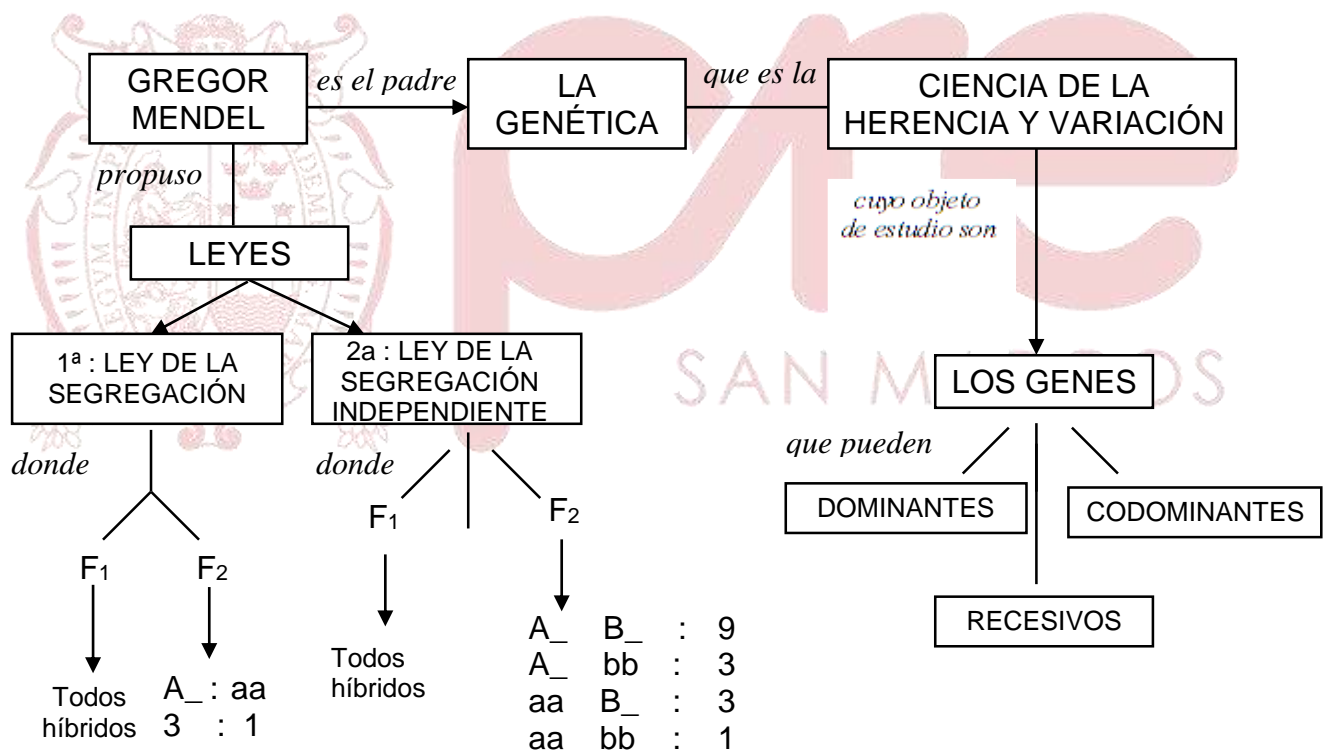 GREGOR
MENDEL
es el padre
LA
GENÉTICA
que es la
CIENCIA DE LA
HERENCIA Y VARIACIÓN
propuso
LEYES
cuyo objeto
de estudio son
1ª : LEY DE LA
SEGREGACIÓN
2a : LEY DE LA
SEGREGACIÓN
INDEPENDIENTE
SAN M
OS
LOS GENES
donde
donde
que pueden
F1
F2
DOMINANTES
CODOMINANTES
F1
F2
RECESIVOS
Todos
híbridos
A_ : aa
3 : 1
Todos
híbridos
A_ B_ : 9
A_ bb : 3
aa B_ : 3
aa bb : 1